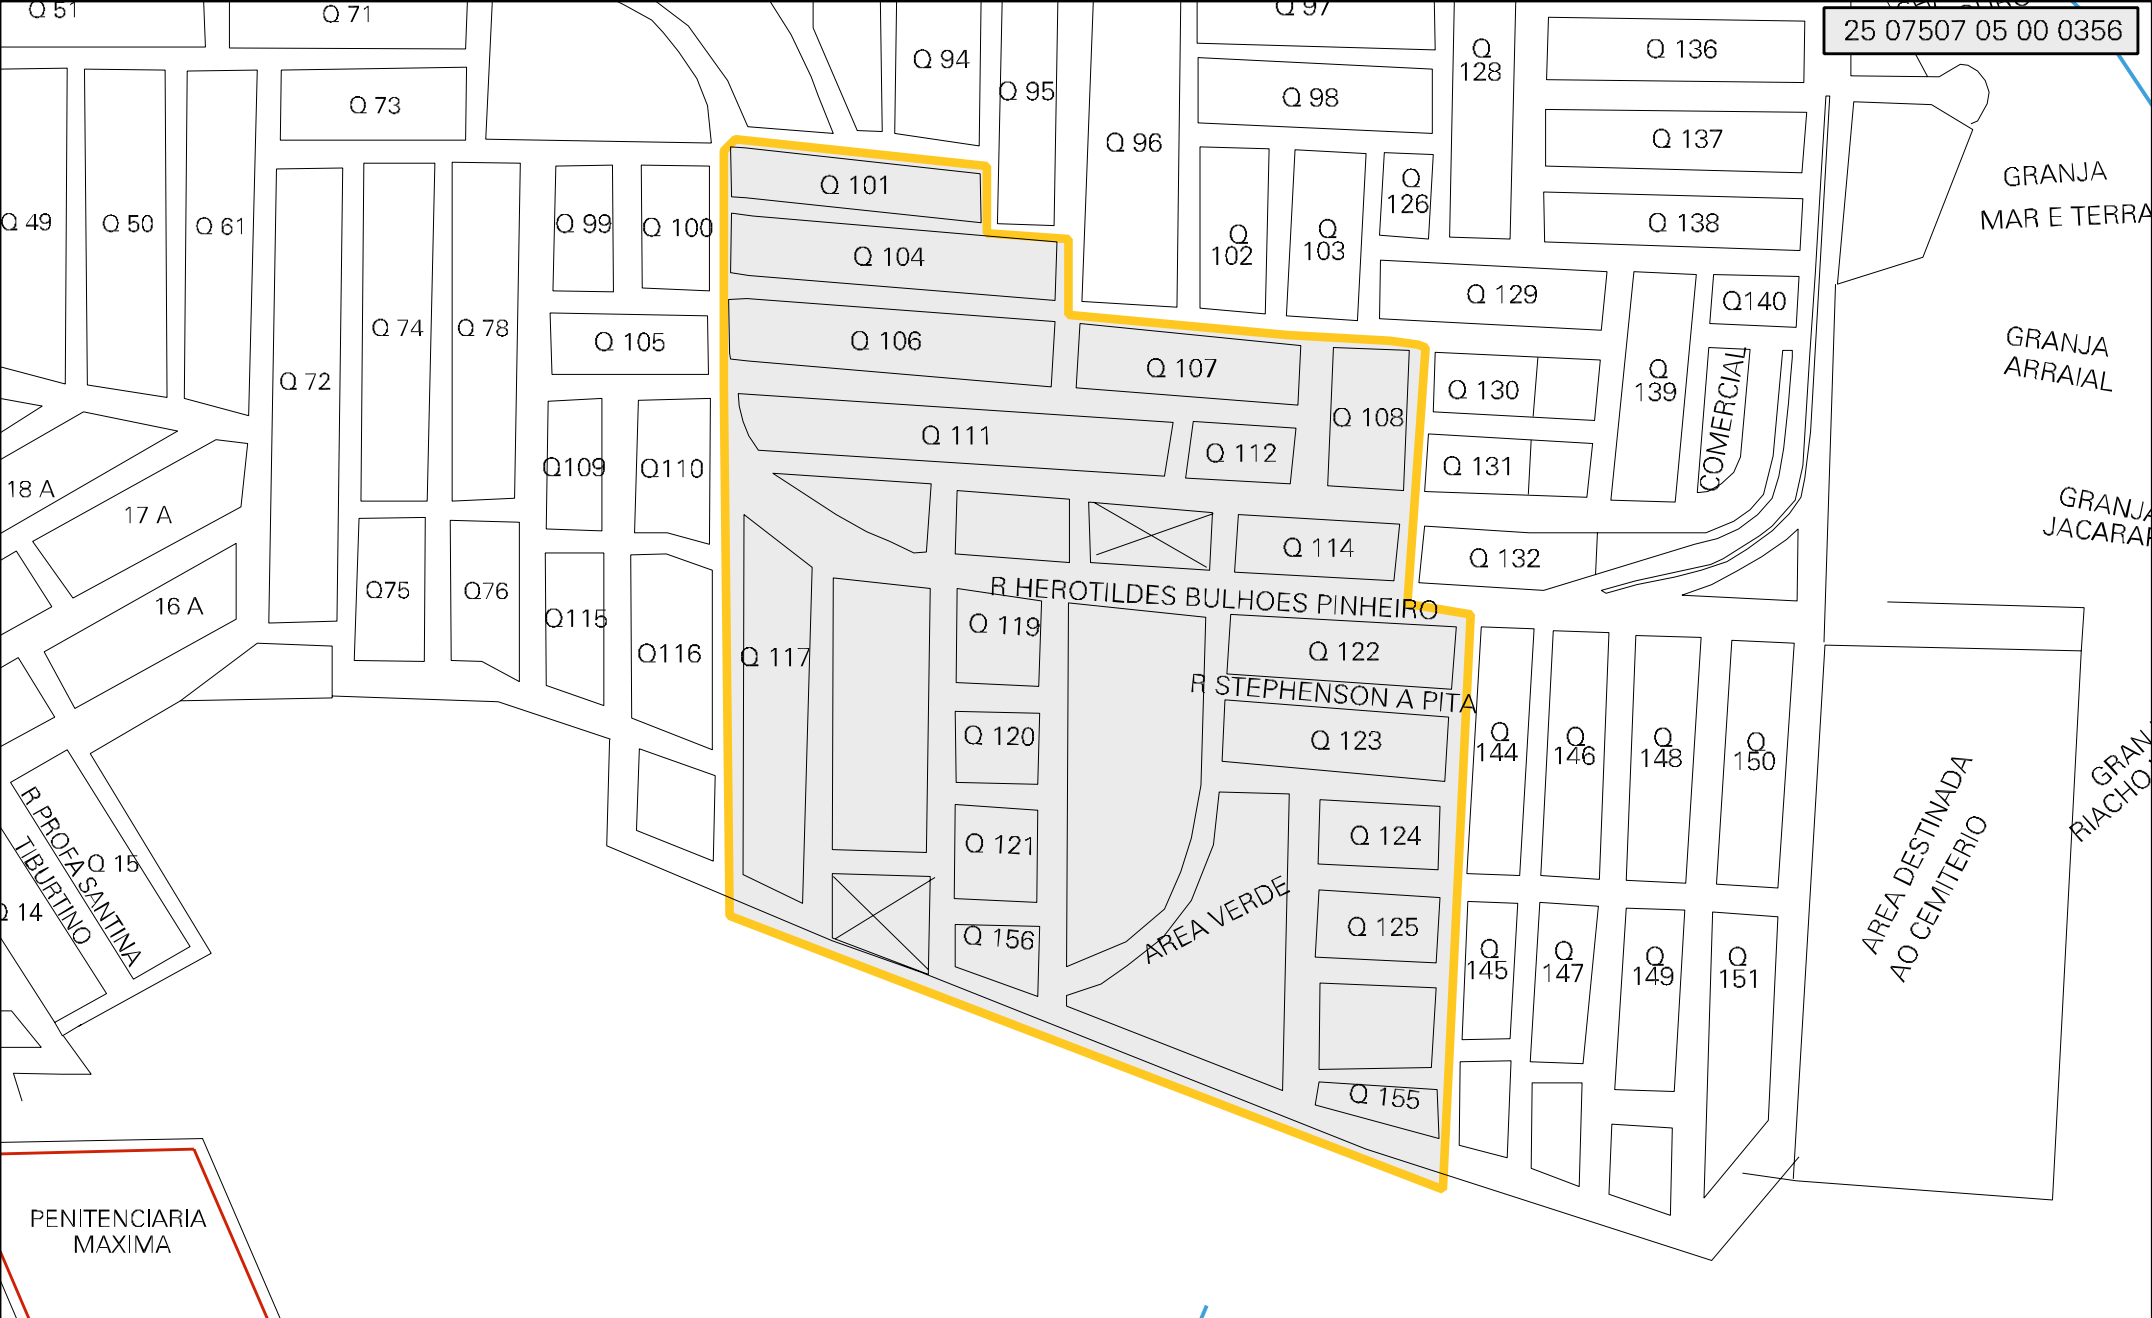 Q 51
Q 71
Q 97
25 07507 05 00 0356
Q 94
Q
128
Q 136
Q 73
Q 95
Q 98
Q 96
Q 137
GRANJA
MAR E TERRA
Q 101
Q
126
Q 49
Q 50
Q 61
Q 99
Q 100
Q
102
Q
103
Q 138
Q 104
Q 129
Q140
Q 74
Q 78
Q 105
Q 106
Q 107
GRANJA
ARRAIAL
Q 72
Q 130
Q
139
COMERCIAL
Q 108
Q 111
Q 112
Q109
Q110
Q 131
18 A
17 A
GRANJA
Q 114
Q 132
Q75
Q76
16 A
R HEROTILDES BULHOES PINHEIRO
Q115
Q 119
Q116
Q 117
Q 122
R STEPHENSON A PITA
Q 120
Q 123
Q
144
Q
146
Q
148
Q
150
R PROFA SANTINA
TIBURTINO
Q 15
Q 121
Q 124
AREA DESTINADA
AO CEMITERIO
RIACHO
14
Q 156
AREA VERDE
Q 125
Q
145
Q
147
Q
149
Q
151
Q 155
PENITENCIARIA
MAXIMA